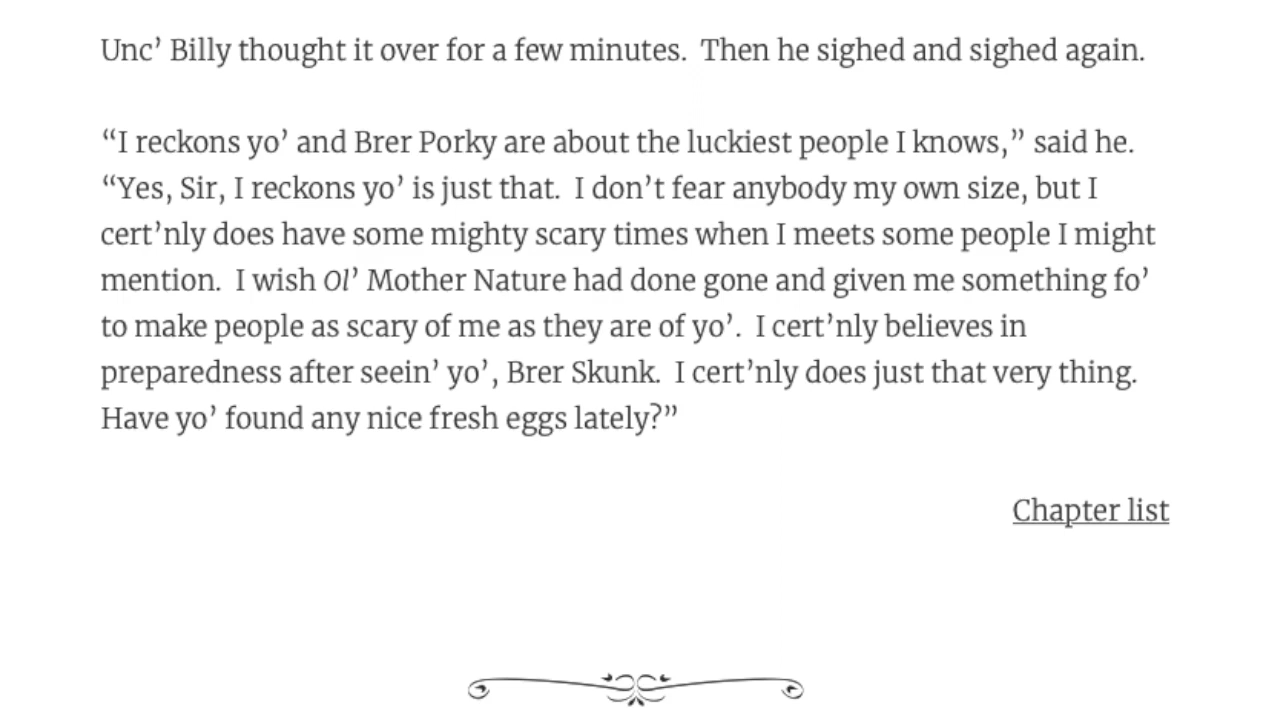 Unc’ Billy thought it over for a few minutes.  Then he sighed and sighed again.
“I reckons yo’ and Brer Porky are about the luckiest people I knows,” said he.
“Yes, Sir, I reckons yo’ is just that.  I don’t fear anybody my own size, but I
cert’nly does have some mighty scary times when I meets some people I might
mention.  I wish Ol’ Mother Nature had done gone and given me something fo’
to make people as scary of me as they are of yo’.  I cert’nly believes in
preparedness after seein’ yo’, Brer Skunk.  I cert’nly does just that very thing.
Have yo’ found any nice fresh eggs lately?”
Chapter list